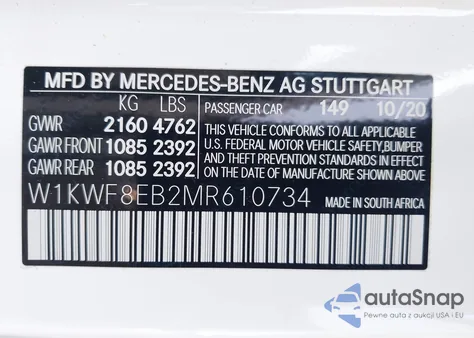 MFD BY MERCEDES-BENZ AG STUTTGART
KG LBS PASSENGER CAR 149 10/20
GVWR 2160 4762
GAWR FRONT 1085 2392
GAWR REAR 1085 2392
THIS VEHICLE CONFORMS TO ALL APPLICABLE
U.S. FEDERAL MOTOR VEHICLE SAFETY,BUMPER
AND THEFT PREVENTION STANDARDS IN EFFECT
ON THE DATE OF MANUFACTURE SHOWN ABOVE.
W1KWF8EB2MR610734
MADE IN SOUTH AFRICA
autoSnap
Pewne auta z aukcji USA i EU